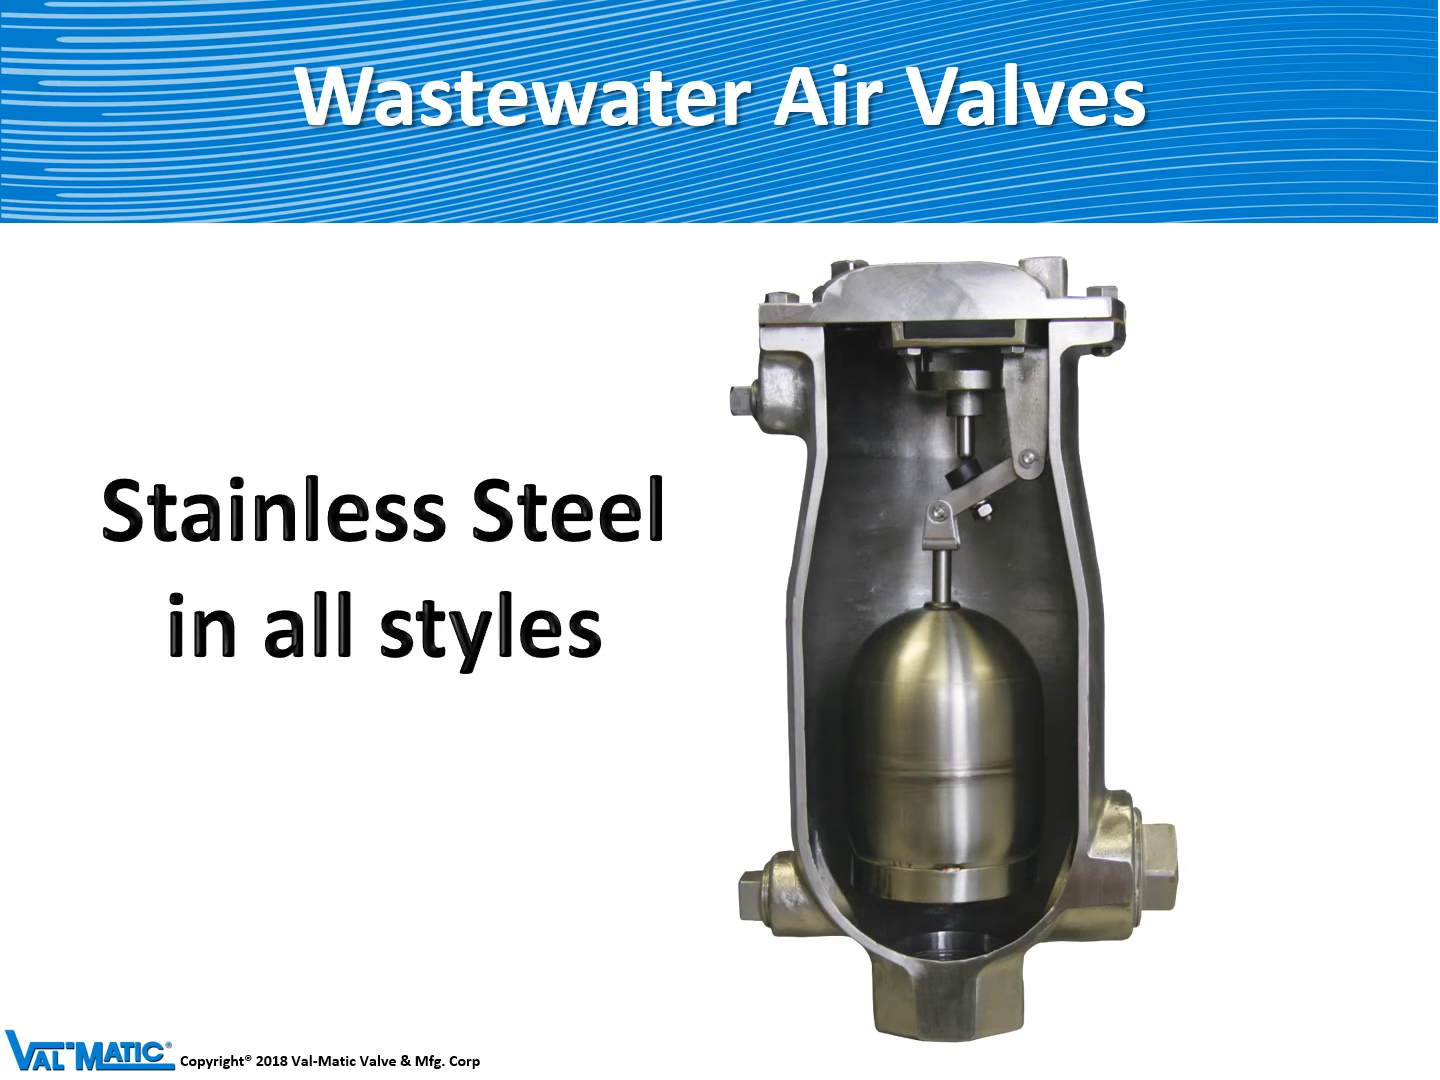 Wastewater Air Valves
Stainless Steel
in all styles
VAL-MATIC®
Copyright® 2018 Val-Matic Valve & Mfg. Corp